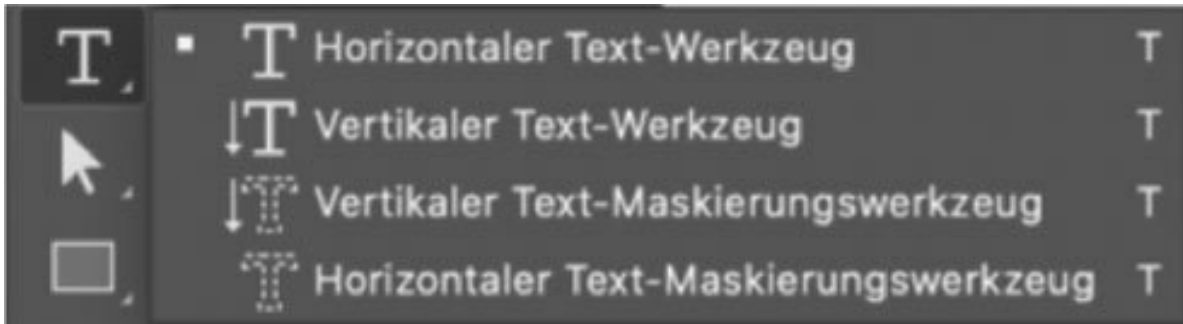 Horizontaler Text-Werkzeug T
Vertikaler Text-Werkzeug T
Vertikaler Text-Maskierungswerkzeug T
Horizontaler Text-Maskierungswerkzeug T